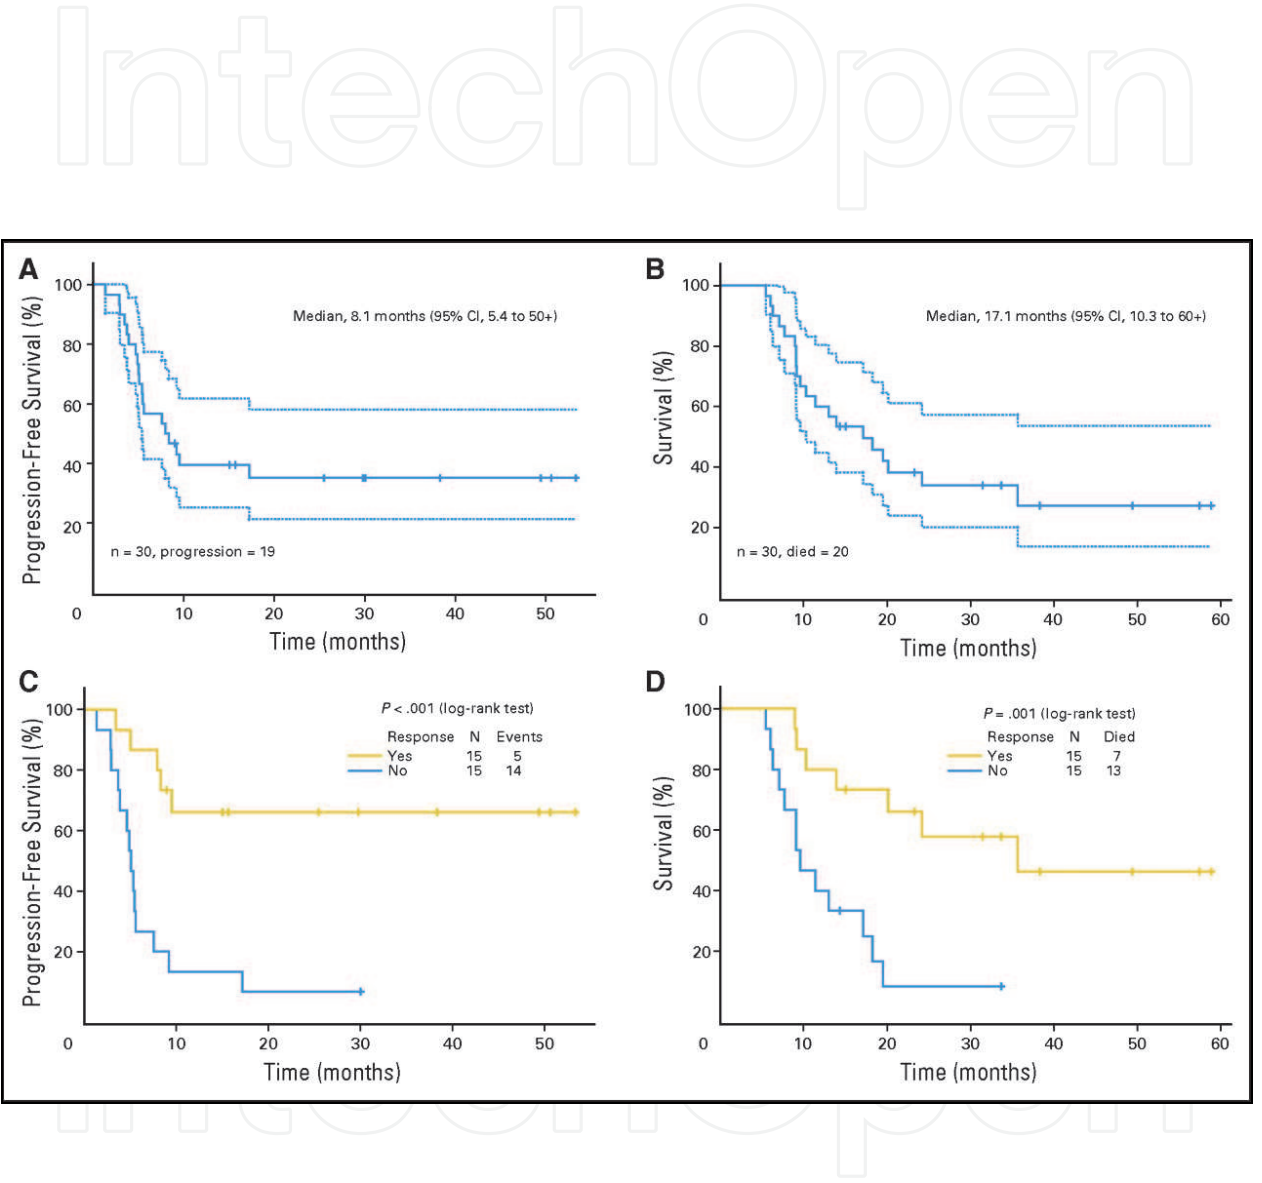 IntechOpen
A
Progression-Free Survival (%)
100
80
60
40
20
0
Median, 8.1 months (95% CI, 5.4 to 50+)
n = 30, progression = 19
10 20 30 40 50
Time (months)
B
Survival (%)
100
80
60
40
20
0
Median, 17.1 months (95% CI, 10.3 to 60+)
n = 30, died = 20
10 20 30 40 50 60
Time (months)
C
Progression-Free Survival (%)
100
80
60
40
20
0
P < .001 (log-rank test)
Response N Events
Yes 15 5
No 15 14
10 20 30 40 50
Time (months)
D
Survival (%)
100
80
60
40
20
0
P = .001 (log-rank test)
Response N Died
Yes 15 7
No 15 13
10 20 30 40 50 60
Time (months)
IntechOpen